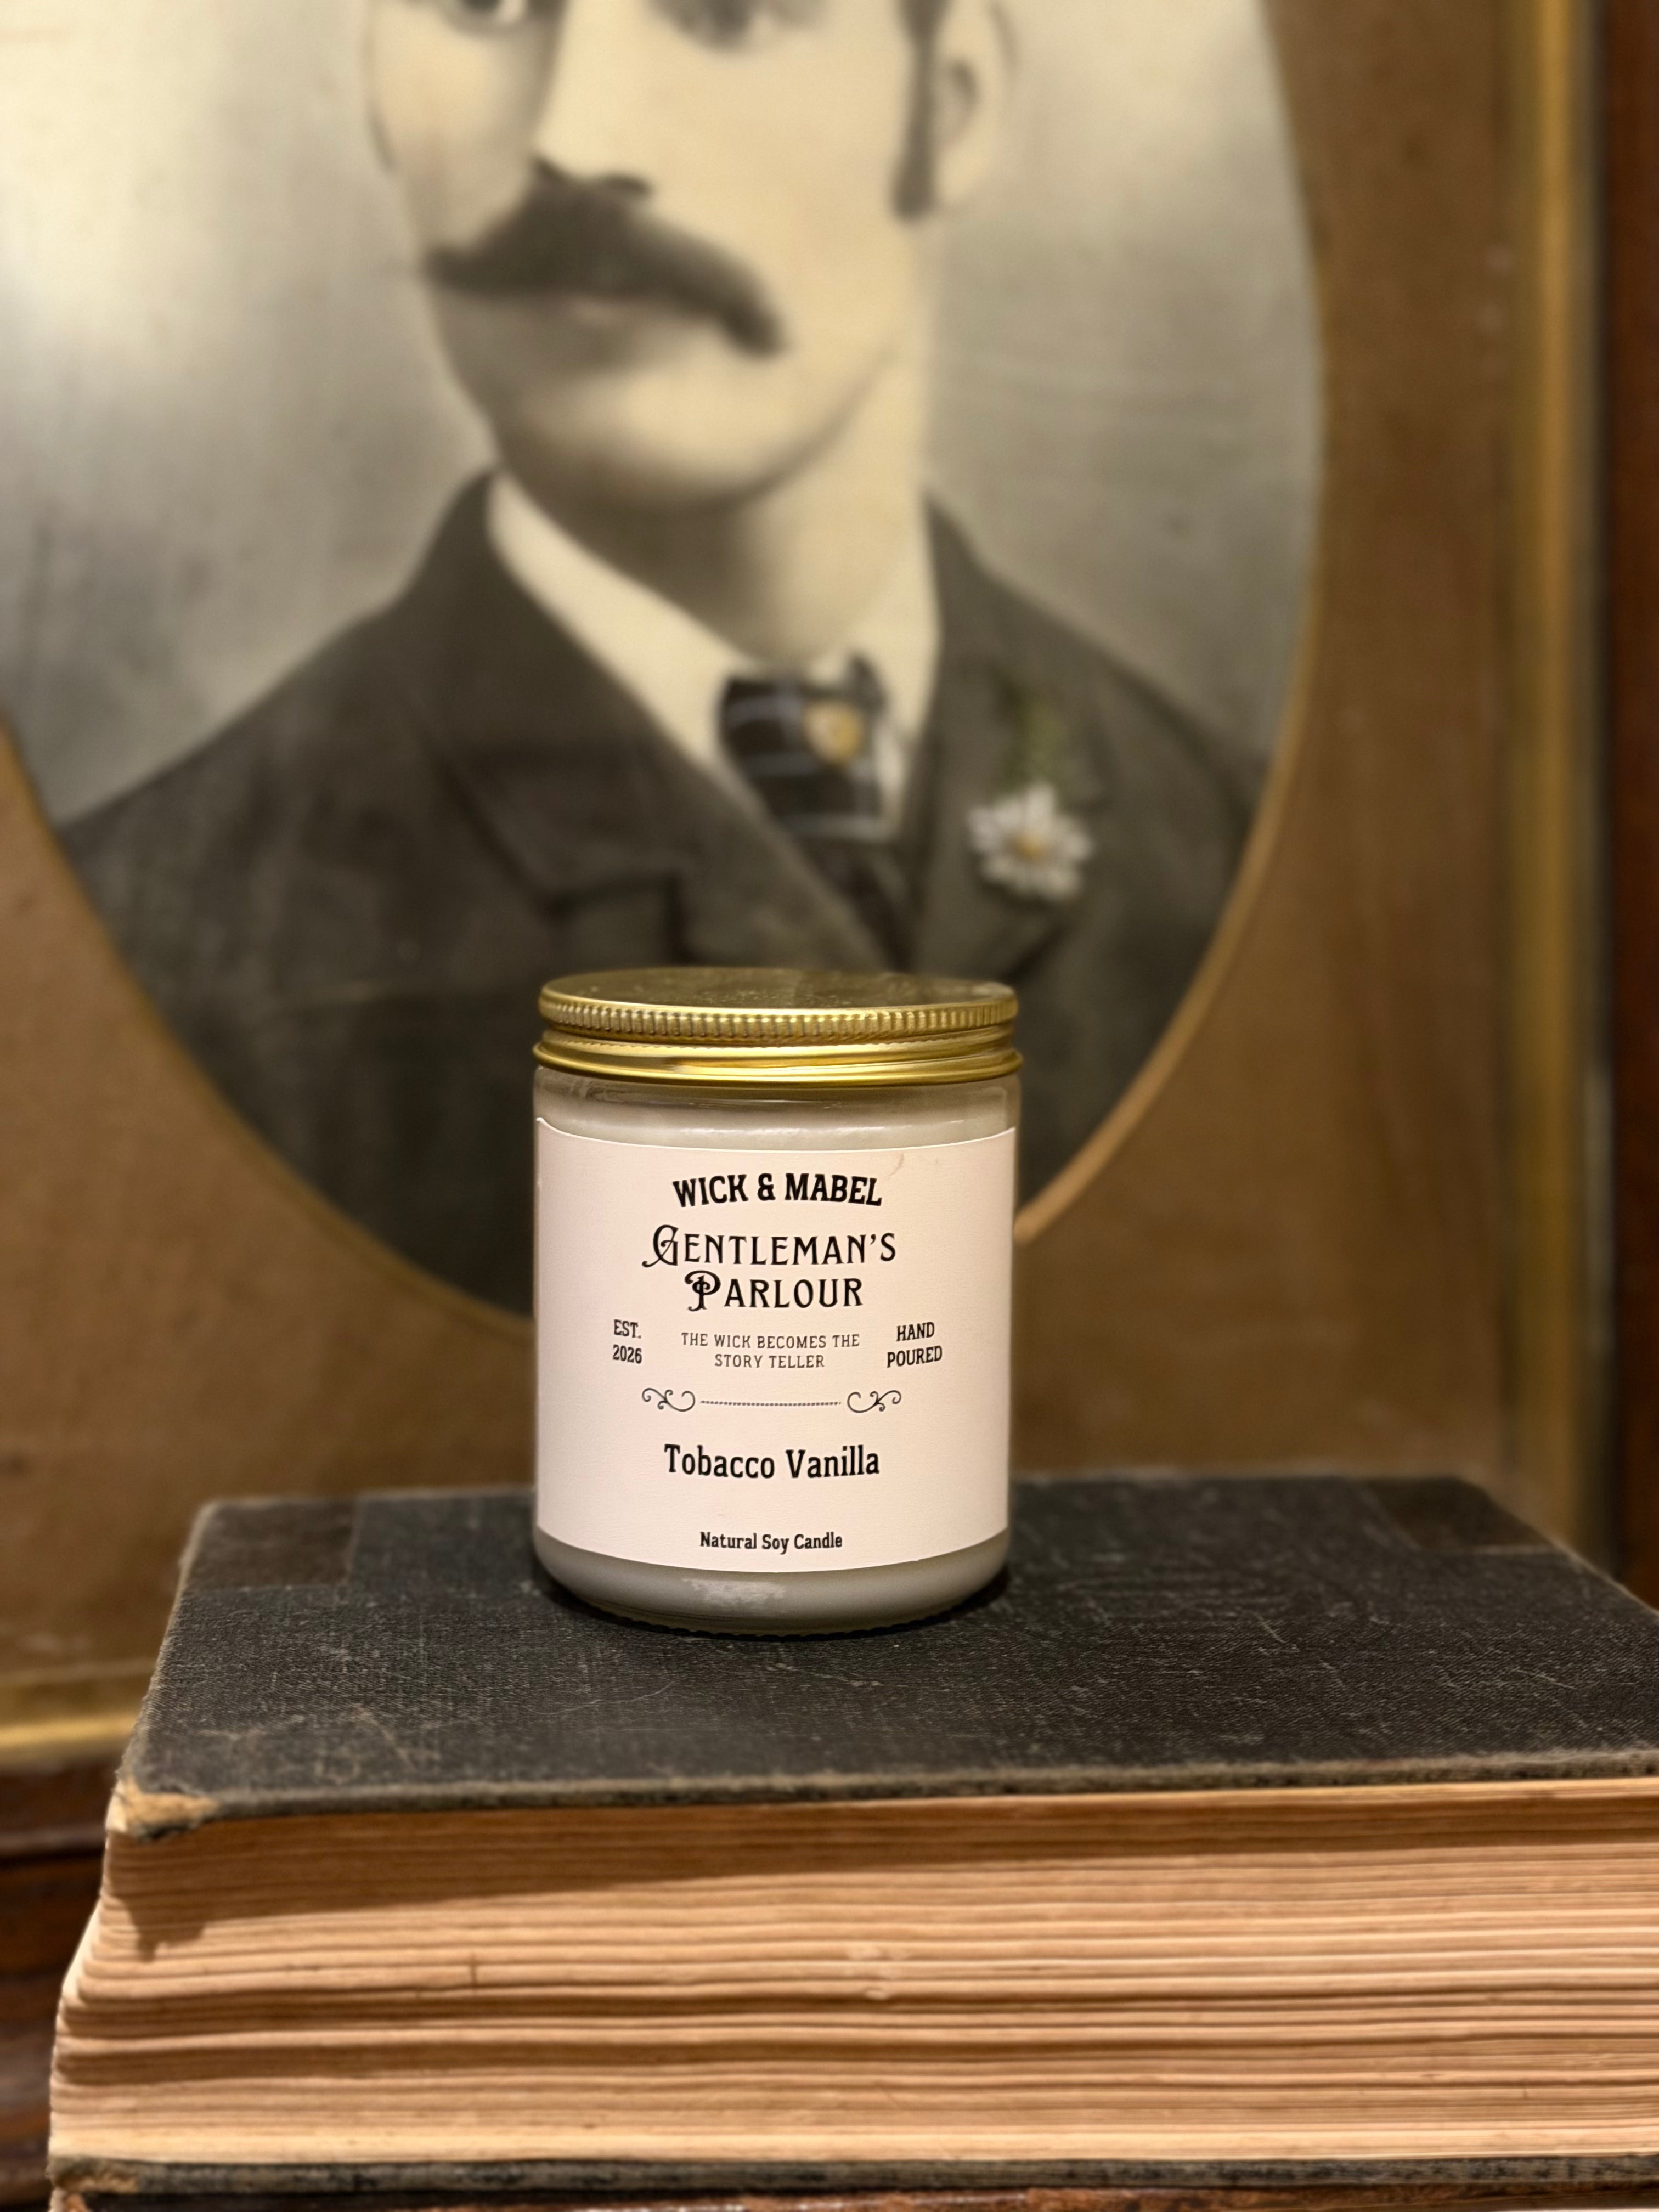 WICK & MABEL
GENTLEMAN'S
PARLOUR
EST.
2026
THE WICK BECOMES THE
STORY TELLER
HAND
POURED
Tobacco Vanilla
Natural Soy Candle